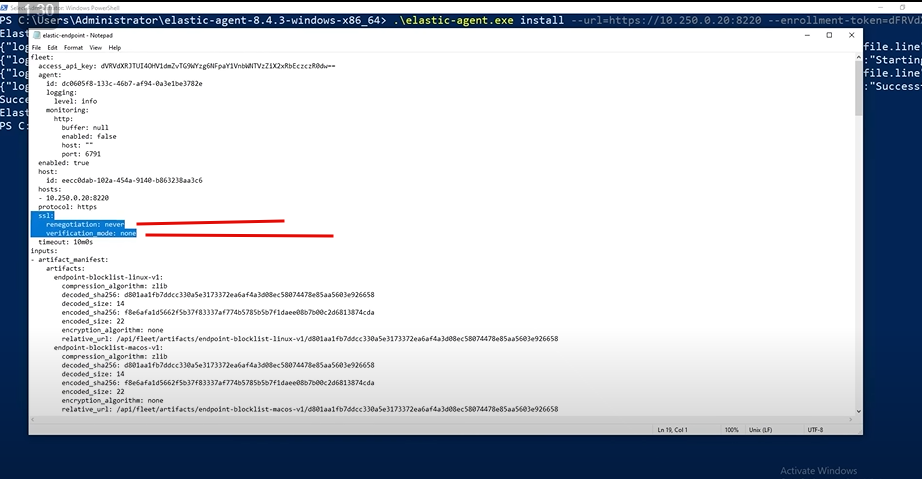 Select Administrator: Windows PowerShell
PS C:\Users\Administrator\elastic-agent-8.4.3-windows-x86_64> .\elastic-agent.exe install --url=https://10.250.0.20:8220 --enrollment-token=dFRVdX
Elast
{"log
{"log
{"log
{"log
Succe
Elast
PS C:
file.line"
:"Starting
file.line"
:"Success
elastic-endpoint - Notepad
File Edit Format View Help
fleet:
access_api_key:
agent:
id: dc0605f8-133c-46b7-af94-0a3e1be3782e
logging:
level: info
monitoring:
http:
buffer: null
enabled: false
host: ""
port: 6791
enabled: true
host:
id: eecc0dab-102a-454a-9140-b863238aa3c6
hosts:
- 10.250.0.20:8220
protocol: https
ssl:
renegotiation: never
verification_mode: none
timeout: 10m0s
inputs:
- artifact_manifest:
artifacts:
endpoint-blocklist-linux-v1:
compression_algorithm: zlib
decoded_sha256: d801aa1fb7ddcc330a5e3173372ea6af4a3d08ec58074478e85aa5603e926658
decoded_size: 14
encoded_sha256: f8e6afa1d5662f5b37f83337af774b5785b5b7f1daee08b7b00c2d6813874cda
encoded_size: 22
encryption_algorithm: none
relative_url: /api/fleet/artifacts/endpoint-blocklist-linux-v1/d801aa1fb7ddcc330a5e3173372ea6af4a3d08ec58074478e85aa5603e926658
endpoint-blocklist-macos-v1:
compression_algorithm: zlib
decoded_sha256: d801aa1fb7ddcc330a5e3173372ea6af4a3d08ec58074478e85aa5603e926658
decoded_size: 14
encoded_sha256: f8e6afa1d5662f5b37f83337af774b5785b5b7f1daee08b7b00c2d6813874cda
encoded_size: 22
encryption_algorithm: none
relative_url: /api/fleet/artifacts/endpoint-blocklist-macos-v1/d801aa1fb7ddcc330a5e3173372ea6af4a3d08ec58074478e85aa5603e926658
Ln 19, Col 1 100% Unix (LF) UTF-8
Activate Windows